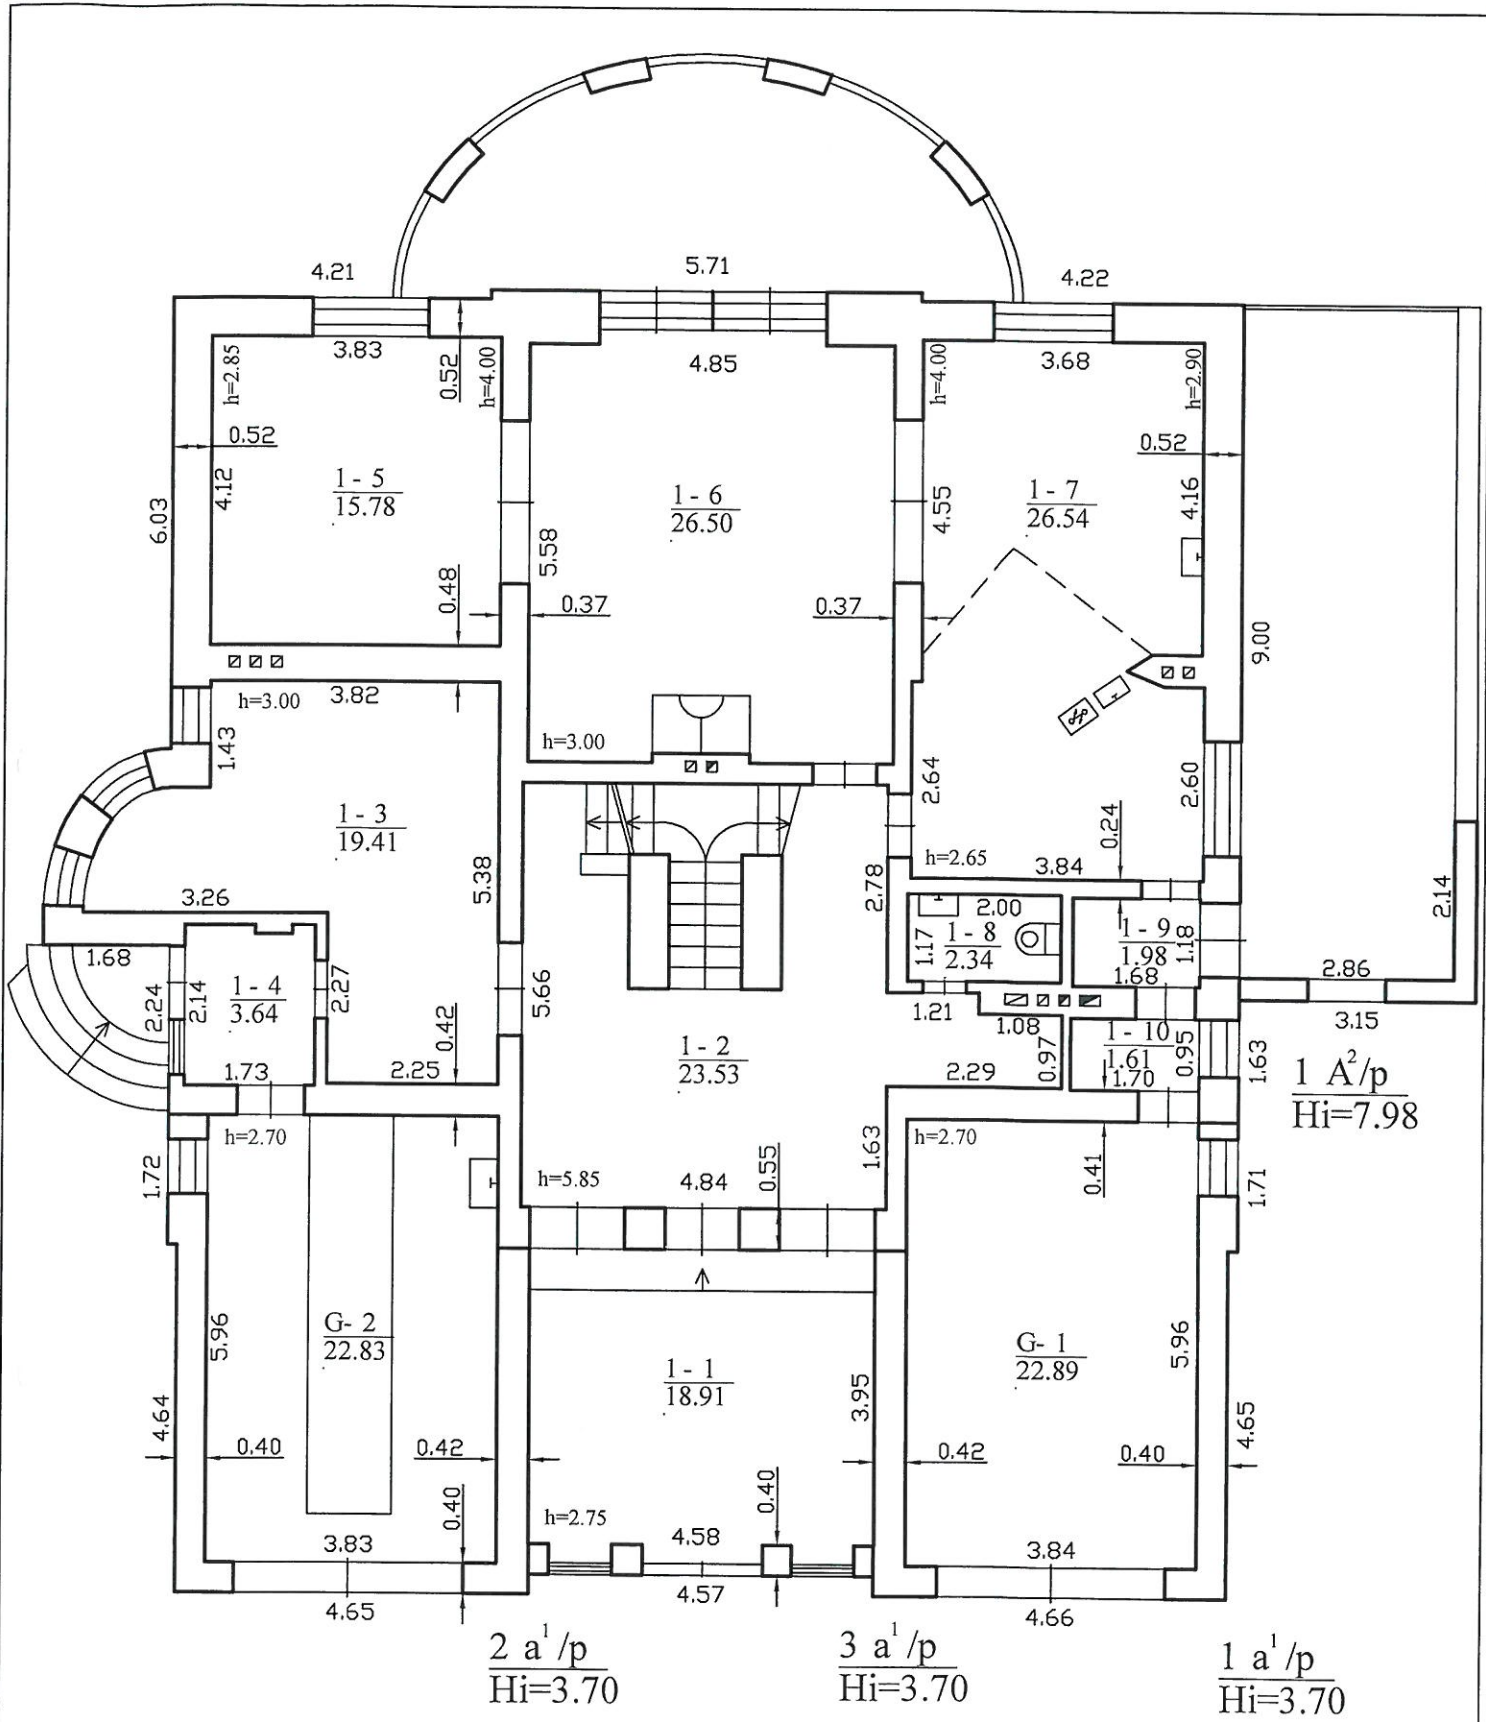 4.21
5.71
4.22
3.83
4.85
3.68
h=2.85
0.52
h=4.00
h=4.00
h=2.90
0.52
0.52
6.03
4.12
1 - 5
15.78
1 - 6
26.50
4.55
1 - 7
26.54
4.16
5.58
0.48
0.37
0.37
9.00
h=3.00
3.82
1.43
h=3.00
2.64
2.60
1 - 3
19.41
0.24
h=2.65
3.84
5.38
2.78
3.26
2.00
2.14
1.17
1 - 8
2.34
1 - 9
1.98
1.18
1.68
1.68
2.24
2.14
1 - 4
3.64
2.27
5.66
2.86
0.42
1.21
1.08
3.15
1 - 10
1.61
0.95
1.63
1 - 2
23.53
0.97
1.73
2.25
2.29
1.70
1 A²/p
Hi=7.98
h=2.70
h=2.70
1.72
1.63
0.41
1.71
h=5.85
4.84
0.55
5.96
G- 2
22.83
G- 1
22.89
5.96
1 - 1
18.91
3.95
4.64
4.65
0.40
0.42
0.42
0.40
0.40
0.40
h=2.75
3.83
4.58
3.84
4.65
4.57
4.66
2 a¹/p
Hi=3.70
3 a¹/p
Hi=3.70
1 a¹/p
Hi=3.70